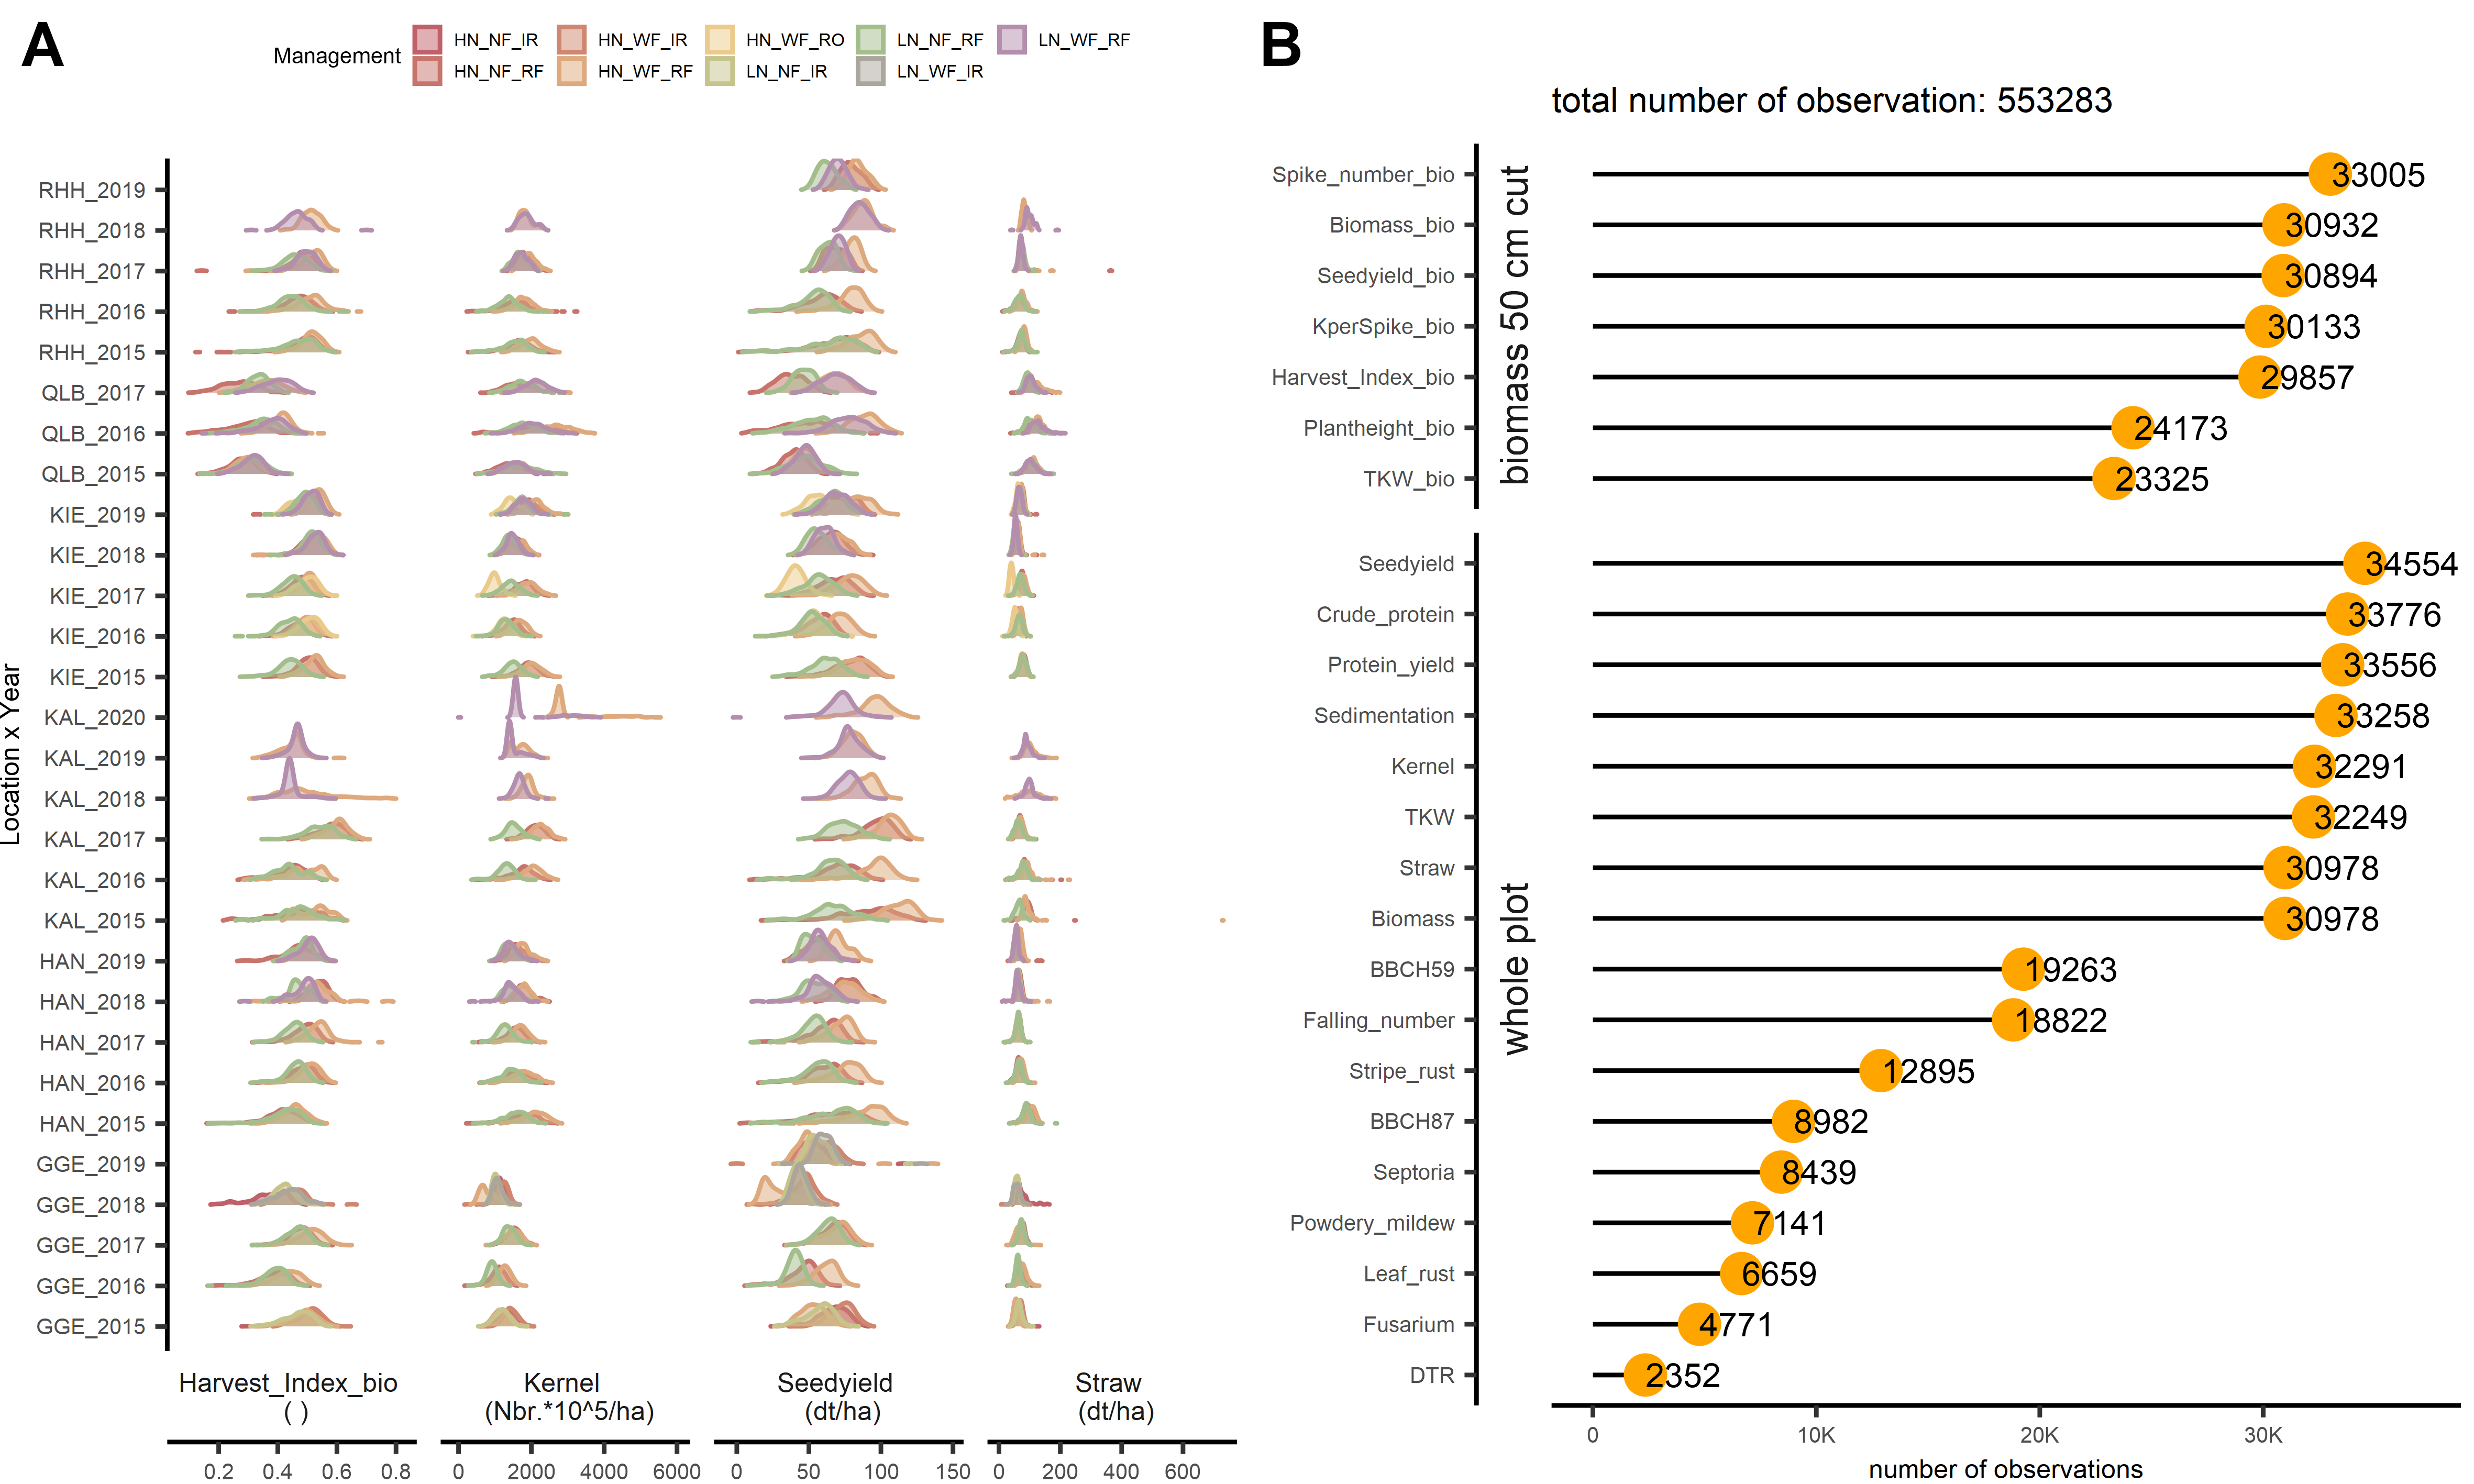 A
Management
HN_NF_IR
HN_WF_IR
HN_WF_RO
LN_NF_RF
LN_WF_RF
HN_NF_RF
HN_WF_RF
LN_NF_IR
LN_WF_IR
Location x Year
RHH_2019
RHH_2018
RHH_2017
RHH_2016
RHH_2015
QLB_2017
QLB_2016
QLB_2015
KIE_2019
KIE_2018
KIE_2017
KIE_2016
KIE_2015
KAL_2020
KAL_2019
KAL_2018
KAL_2017
KAL_2016
KAL_2015
HAN_2019
HAN_2018
HAN_2017
HAN_2016
HAN_2015
GGE_2019
GGE_2018
GGE_2017
GGE_2016
GGE_2015
Harvest_Index_bio
( )
Kernel
(Nbr.*10^5/ha)
Seedyield
(dt/ha)
Straw
(dt/ha)
0.2 0.4 0.6 0.8
0 2000 4000 6000
0 50 100 150
0 200 400 600
B
total number of observation: 553283
biomass 50 cm cut
Spike_number_bio 33005
Biomass_bio 30932
Seedyield_bio 30894
KperSpike_bio 30133
Harvest_Index_bio 29857
Plantheight_bio 24173
TKW_bio 23325
whole plot
Seedyield 34554
Crude_protein 33776
Protein_yield 33556
Sedimentation 33258
Kernel 32291
TKW 32249
Straw 30978
Biomass 30978
BBCH59 19263
Falling_number 18822
Stripe_rust 12895
BBCH87 8982
Septoria 8439
Powdery_mildew 7141
Leaf_rust 6659
Fusarium 4771
DTR 2352
0 10K 20K 30K
number of observations